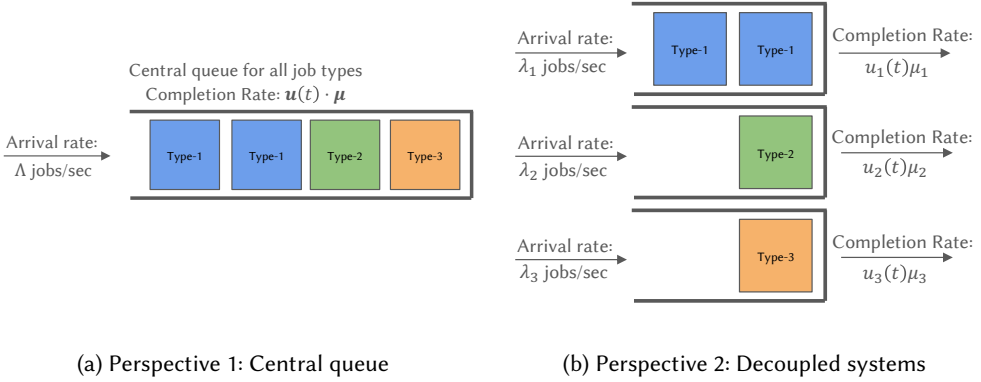 Central queue for all job types
Completion Rate: u(t) · μ
Arrival rate:
Λ jobs/sec
Type-1
Type-1
Type-2
Type-3
(a) Perspective 1: Central queue
Arrival rate:
λ1 jobs/sec
Type-1
Type-1
Completion Rate:
u1(t)μ1
Arrival rate:
λ2 jobs/sec
Type-2
Completion Rate:
u2(t)μ2
Arrival rate:
λ3 jobs/sec
Type-3
Completion Rate:
u3(t)μ3
(b) Perspective 2: Decoupled systems